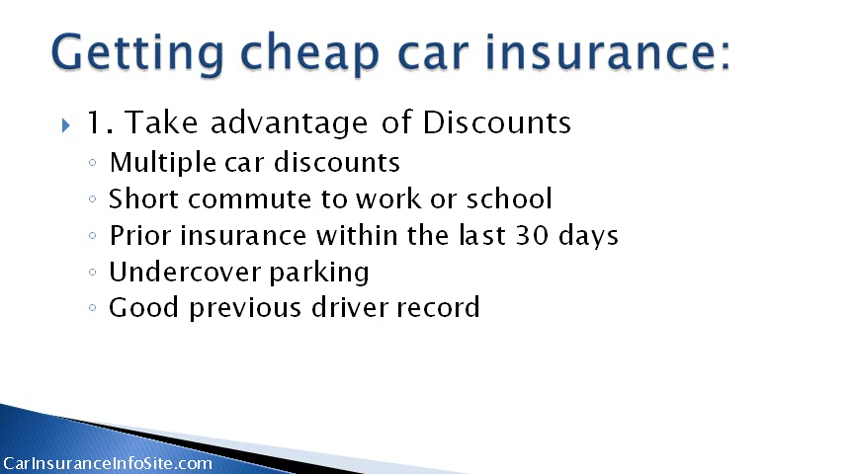 Getting cheap car insurance:
1. Take advantage of Discounts
Multiple car discounts
Short commute to work or school
Prior insurance within the last 30 days
Undercover parking
Good previous driver record
CarInsuranceInfoSite.com